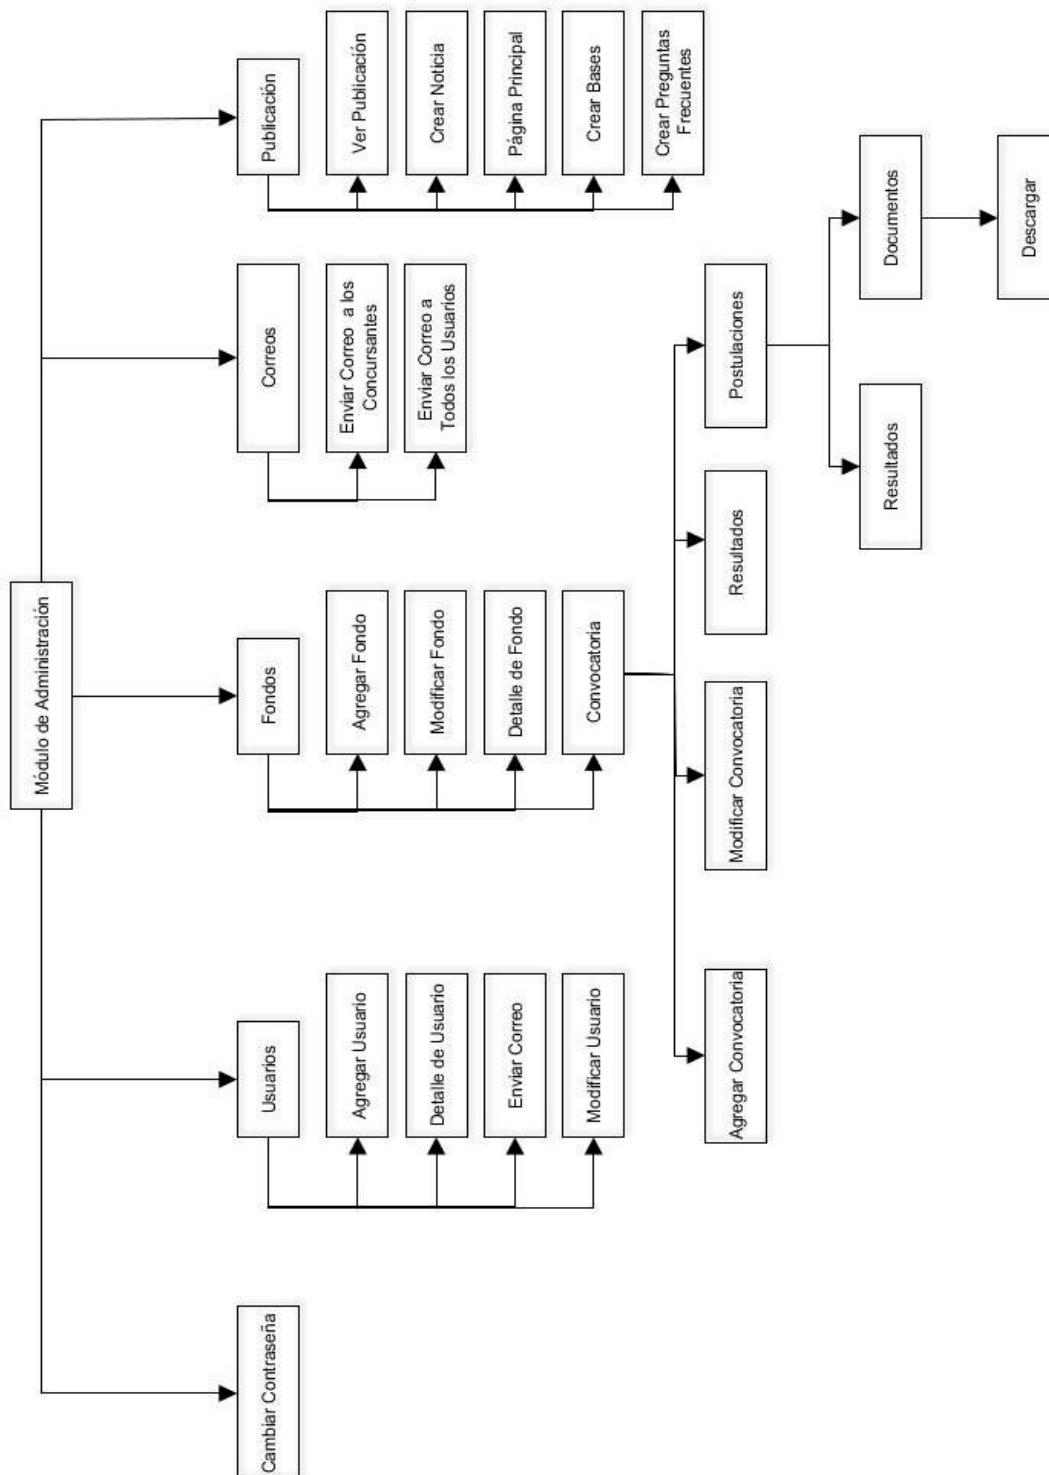 Módulo de Administración
Cambiar Contraseña
Usuarios
Fondos
Correos
Publicación
Agregar Usuario
Detalle de Usuario
Enviar Correo
Modificar Usuario
Agregar Fondo
Modificar Fondo
Detalle de Fondo
Convocatoria
Enviar Correo a los
Concursantes
Enviar Correo a
Todos los Usuarios
Ver Publicación
Crear Noticia
Página Principal
Crear Bases
Crear Preguntas
Frecuentes
Agregar Convocatoria
Modificar Convocatoria
Resultados
Postulaciones
Resultados
Documentos
Descargar